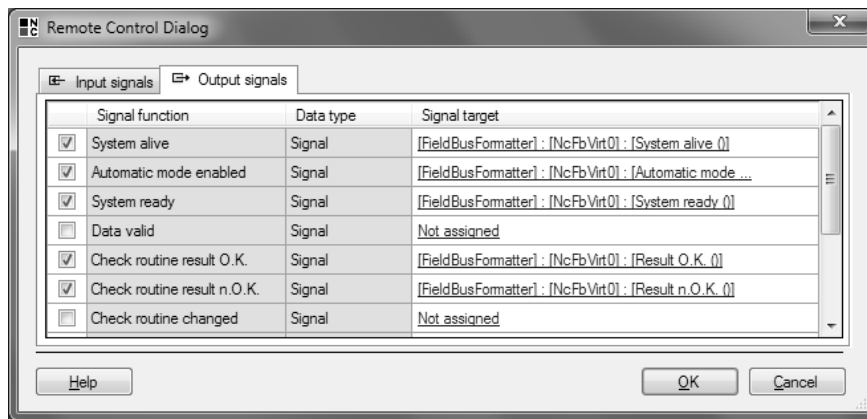 NC Remote Control Dialog
Input signals Output signals
Signal function Data type Signal target
System alive Signal [FieldBusFormatter] : [NcFbVirt0] : [System alive ()]
Automatic mode enabled Signal [FieldBusFormatter] : [NcFbVirt0] : [Automatic mode ...
System ready Signal [FieldBusFormatter] : [NcFbVirt0] : [System ready ()]
Data valid Signal Not assigned
Check routine result O.K. Signal [FieldBusFormatter] : [NcFbVirt0] : [Result O.K. ()]
Check routine result n.O.K. Signal [FieldBusFormatter] : [NcFbVirt0] : [Result n.O.K. ()]
Check routine changed Signal Not assigned
Help OK Cancel